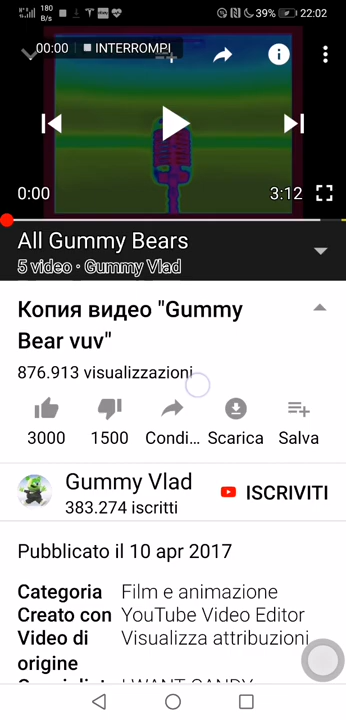 180
B/s
39% 22:02
00:00 INTERROMPI
0:00 3:12
All Gummy Bears
5 video · Gummy Vlad
Копия видео "Gummy
Bear vuv"
876.913 visualizzazioni
3000 1500 Condi... Scarica Salva
Gummy Vlad
ISCRIVITI
383.274 iscritti
Pubblicato il 10 apr 2017
Categoria Film e animazione
Creato con YouTube Video Editor
Video di Visualizza attribuzioni
origine
I WANT CANDY